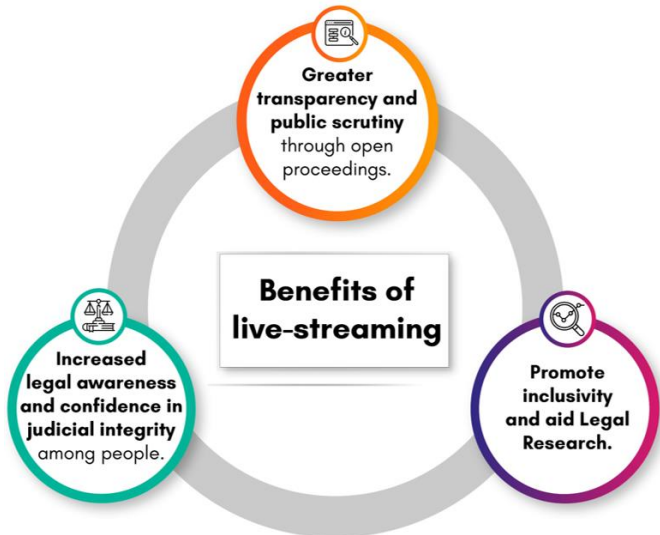 Greater
transparency and
public scrutiny
through open
proceedings.
Benefits of
live-streaming
Increased
legal awareness
and confidence in
judicial integrity
among people.
Promote
inclusivity
and aid Legal
Research.